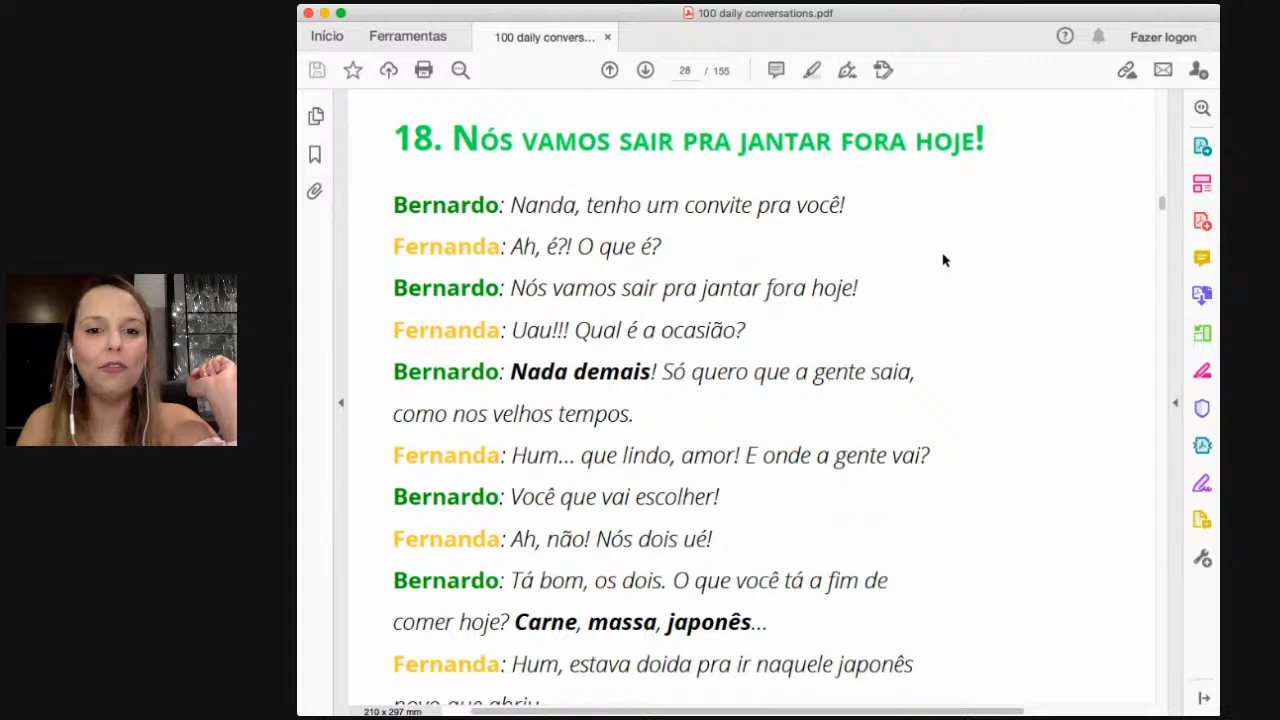 100 daily conversations.pdf
Início
Ferramentas
100 daily convers...
Fazer logon
28 / 155
18. Nós vamos sair pra jantar fora hoje!
Bernardo: Nanda, tenho um convite pra você!
Fernanda: Ah, é?! O que é?
Bernardo: Nós vamos sair pra jantar fora hoje!
Fernanda: Uau!!! Qual é a ocasião?
Bernardo: Nada demais! Só quero que a gente saia,
como nos velhos tempos.
Fernanda: Hum... que lindo, amor! E onde a gente vai?
Bernardo: Você que vai escolher!
Fernanda: Ah, não! Nós dois ué!
Bernardo: Tá bom, os dois. O que você tá a fim de
comer hoje? Carne, massa, japonês...
Fernanda: Hum, estava doida pra ir naquele japonês
novo que abriu
210 x 297 mm